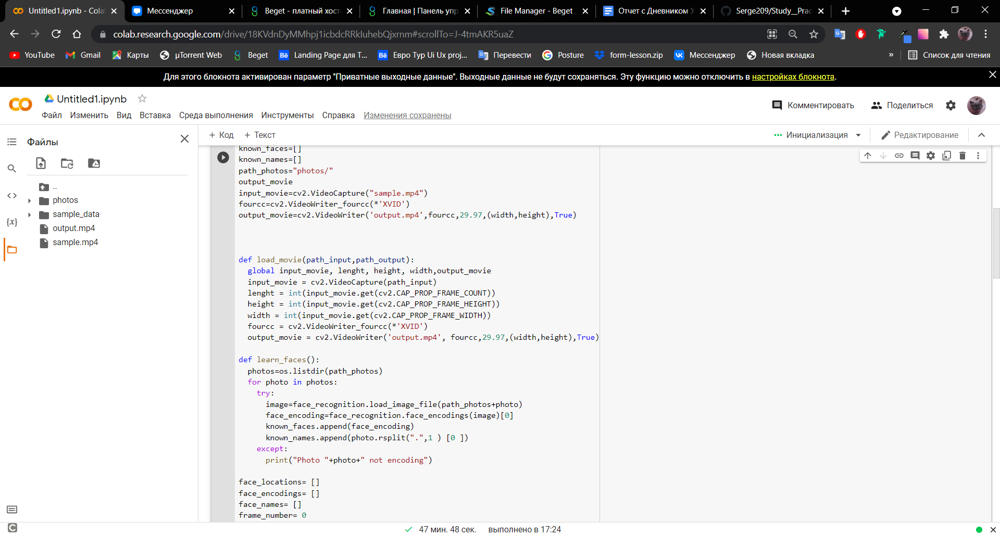 Untitled1.ipynb - Cola
Мессенджер
Beget - платный хост
Главная | Панель упр
File Manager - Beget
Отчет с Дневником У
Serge209/Study__Prac
colab.research.google.com/drive/18KVdnDyMMhpj1icbdcRRkIuhebQjxrnm#scrollTo=J-4tmAKR5uaZ
YouTube
Gmail
Карты
µTorrent Web
Beget
Landing Page для Т...
Евро Тур Ui Ux proj...
Перевести
Posture
form-lesson.zip
Мессенджер
Новая вкладка
»
Список для чтения
Для этого блокнота активирован параметр "Приватные выходные данные". Выходные данные не будут сохраняться. Эту функцию можно отключить в настройках блокнота.
Untitled1.ipynb
Файл Изменить Вид Вставка Среда выполнения Инструменты Справка Изменения сохранены
Комментировать
Поделиться
Файлы
+ Код + Текст
Инициализация
Редактирование
..
photos
sample_data
output.mp4
sample.mp4
{x}
known_faces=[]
known_names=[]
path_photos="photos/"
output_movie
input_movie=cv2.VideoCapture("sample.mp4")
fourcc=cv2.VideoWriter_fourcc(*'XVID')
output_movie=cv2.VideoWriter('output.mp4',fourcc,29.97,(width,height),True)
def load_movie(path_input,path_output):
global input_movie, lenght, height, width,output_movie
input_movie = cv2.VideoCapture(path_input)
lenght = int(input_movie.get(cv2.CAP_PROP_FRAME_COUNT))
height = int(input_movie.get(cv2.CAP_PROP_FRAME_HEIGHT))
width = int(input_movie.get(cv2.CAP_PROP_FRAME_WIDTH))
fourcc = cv2.VideoWriter_fourcc(*'XVID')
output_movie = cv2.VideoWriter('output.mp4', fourcc,29.97,(width,height),True)
def learn_faces():
photos=os.listdir(path_photos)
for photo in photos:
try:
image=face_recognition.load_image_file(path_photos+photo)
face_encoding=face_recognition.face_encodings(image)[0]
known_faces.append(face_encoding)
known_names.append(photo.rsplit(".",1 ) [0 ])
except:
print("Photo "+photo+" not encoding")
face_locations= []
face_encodings= []
face_names= []
frame_number= 0
47 мин. 48 сек. выполнено в 17:24